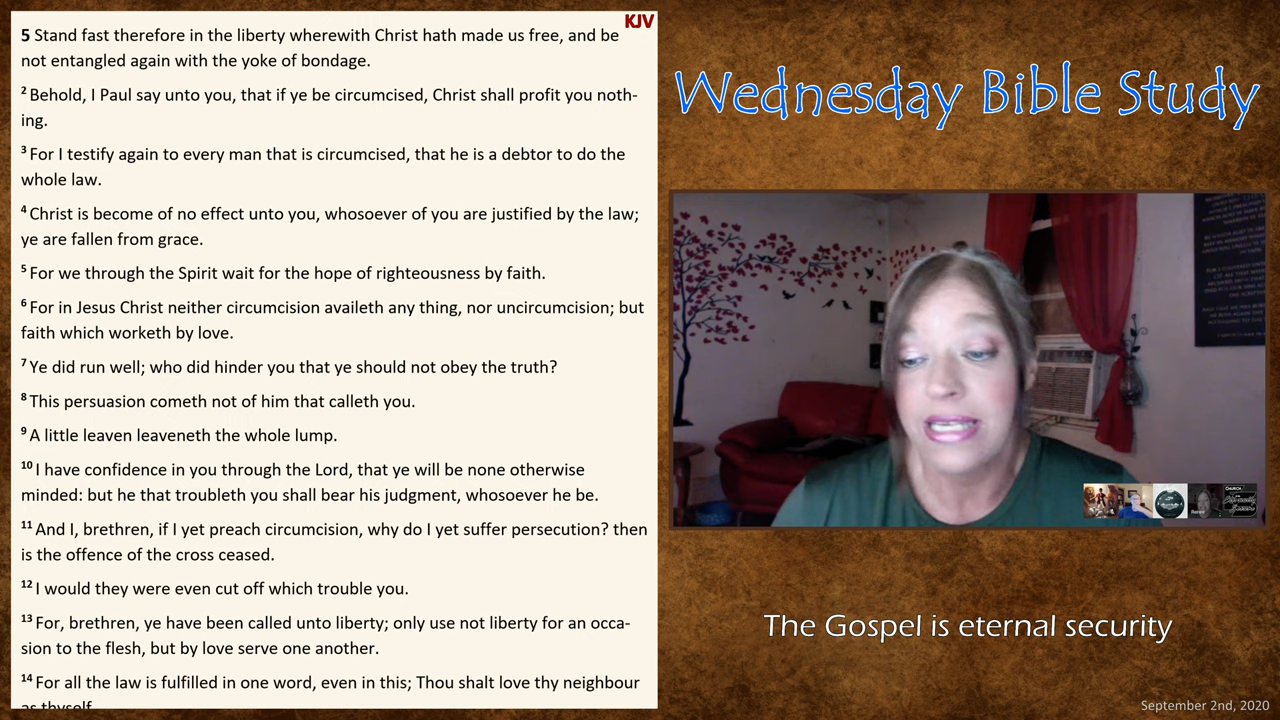 KJV
5 Stand fast therefore in the liberty wherewith Christ hath made us free, and be
not entangled again with the yoke of bondage.
2 Behold, I Paul say unto you, that if ye be circumcised, Christ shall profit you noth-
ing.
3 For I testify again to every man that is circumcised, that he is a debtor to do the
whole law.
4 Christ is become of no effect unto you, whosoever of you are justified by the law;
ye are fallen from grace.
5 For we through the Spirit wait for the hope of righteousness by faith.
6 For in Jesus Christ neither circumcision availeth any thing, nor uncircumcision; but
faith which worketh by love.
7 Ye did run well; who did hinder you that ye should not obey the truth?
8 This persuasion cometh not of him that calleth you.
9 A little leaven leaveneth the whole lump.
10 I have confidence in you through the Lord, that ye will be none otherwise
minded: but he that troubleth you shall bear his judgment, whosoever he be.
11 And I, brethren, if I yet preach circumcision, why do I yet suffer persecution? then
is the offence of the cross ceased.
12 I would they were even cut off which trouble you.
13 For, brethren, ye have been called unto liberty; only use not liberty for an occa-
sion to the flesh, but by love serve one another.
14 For all the law is fulfilled in one word, even in this; Thou shalt love thy neighbour
as thyself
Wednesday Bible Study
Renee
CHURCH
The Gospel is eternal security
September 2nd, 2020